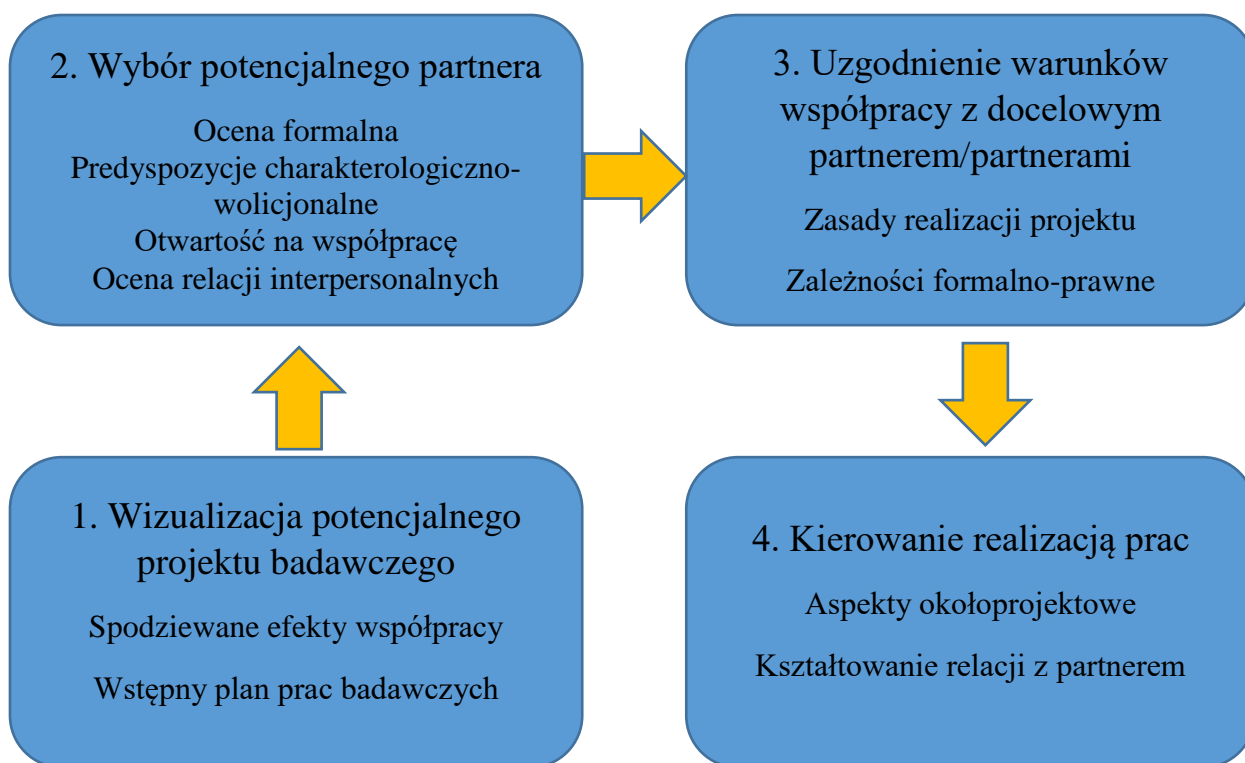 2. Wybór potencjalnego partnera
Ocena formalna
Predyspozycje charakterologiczno-
wolicjonalne
Otwartość na współpracę
Ocena relacji interpersonalnych
3. Uzgodnienie warunków
współpracy z docelowym
partnerem/partnerami
Zasady realizacji projektu
Zależności formalno-prawne
1. Wizualizacja potencjalnego
projektu badawczego
Spodziewane efekty współpracy
Wstępny plan prac badawczych
4. Kierowanie realizacją prac
Aspekty okołoprojektowe
Kształtowanie relacji z partnerem